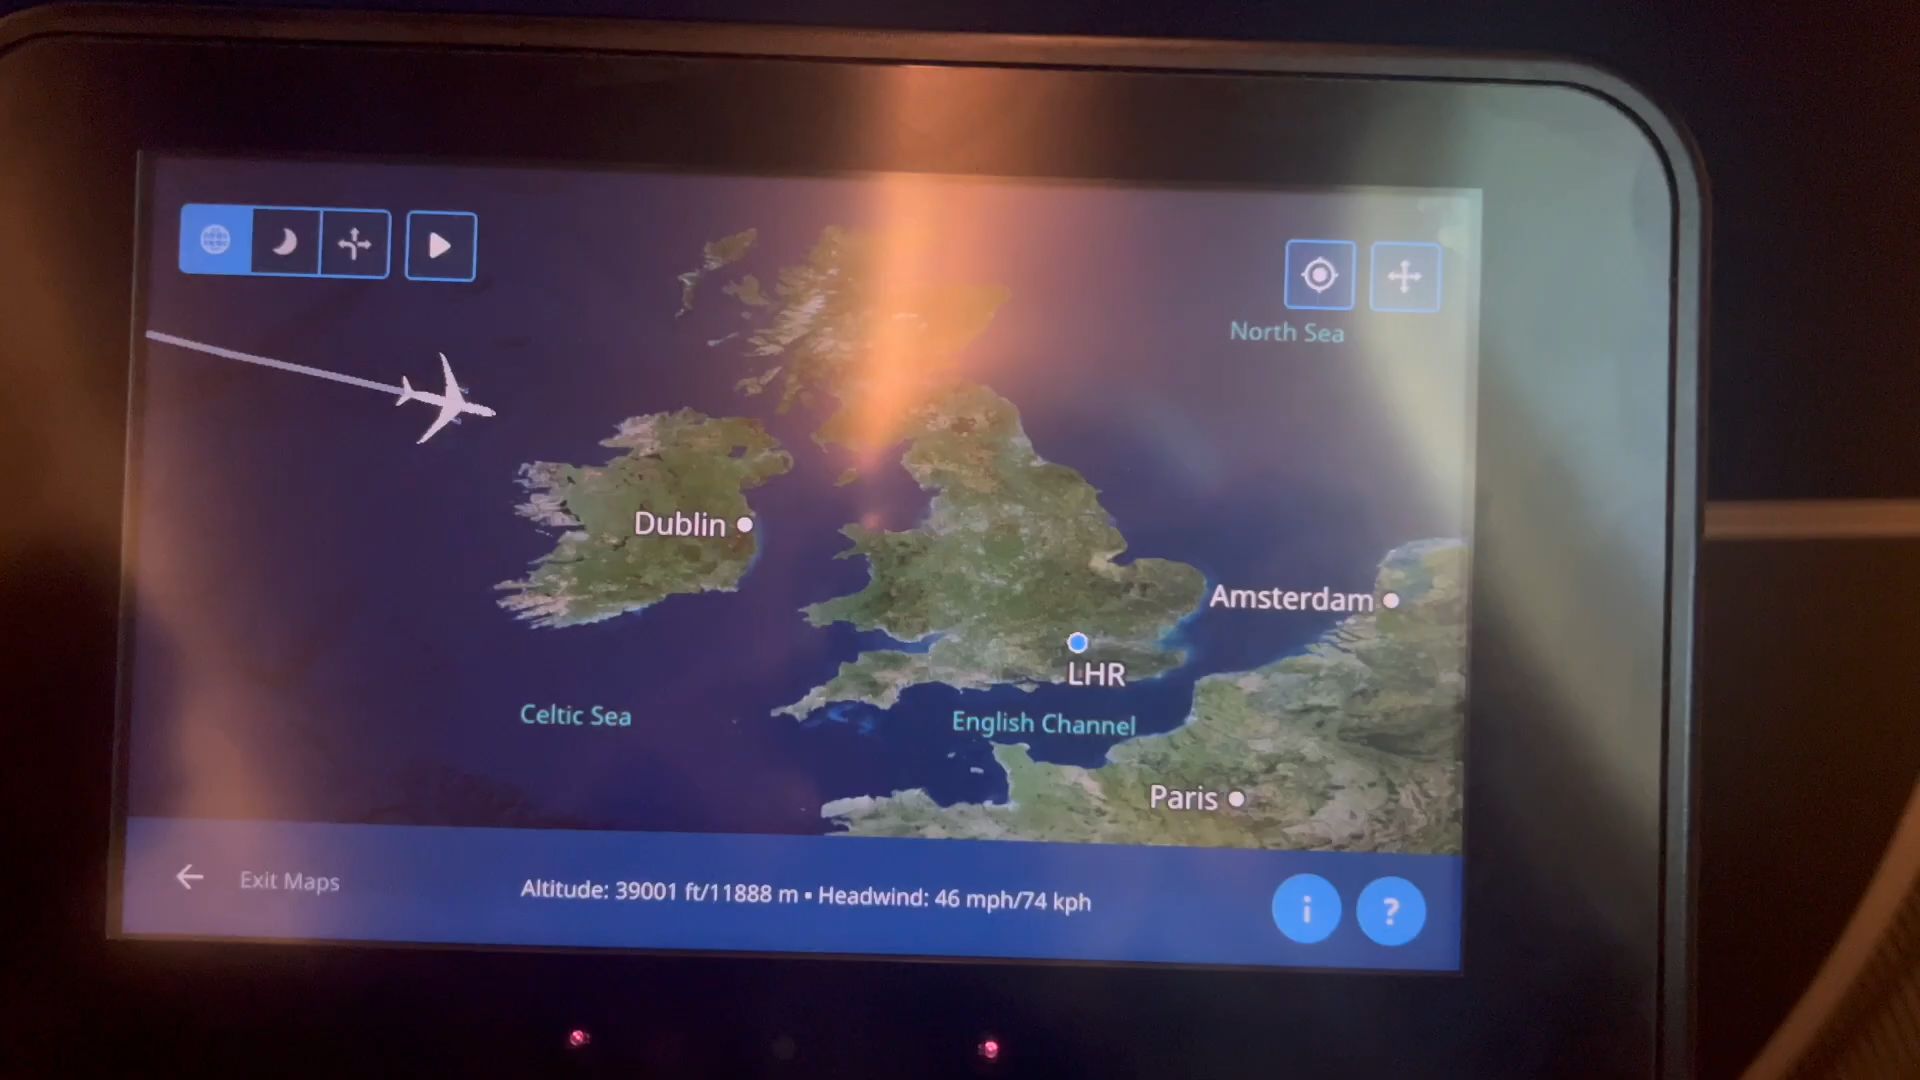 North Sea
Dublin
Amsterdam
LHR
Celtic Sea
English Channel
Paris
Exit Maps
Altitude: 39001 ft/11888 m ▪ Headwind: 46 mph/74 kph
i
?